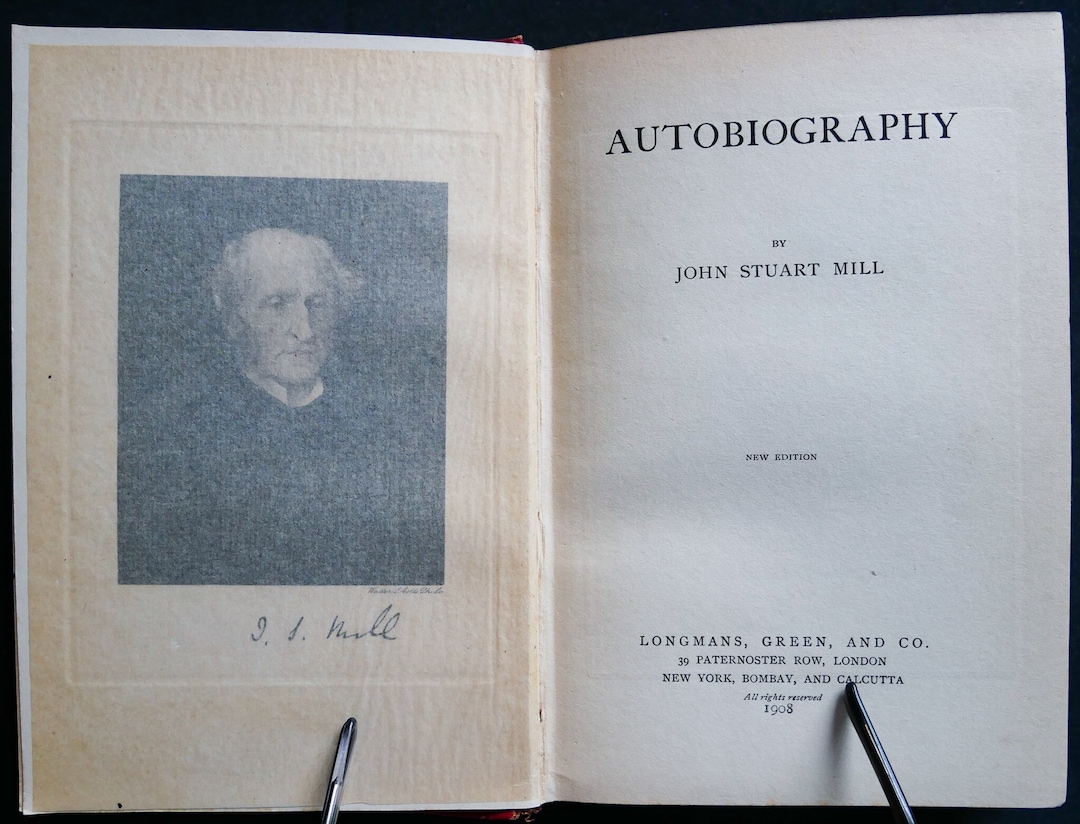 J. S. Mill
AUTOBIOGRAPHY
BY
JOHN STUART MILL
NEW EDITION
LONGMANS, GREEN, AND CO.
39 PATERNOSTER ROW, LONDON
NEW YORK, BOMBAY, AND CALCUTTA
All rights reserved
1908